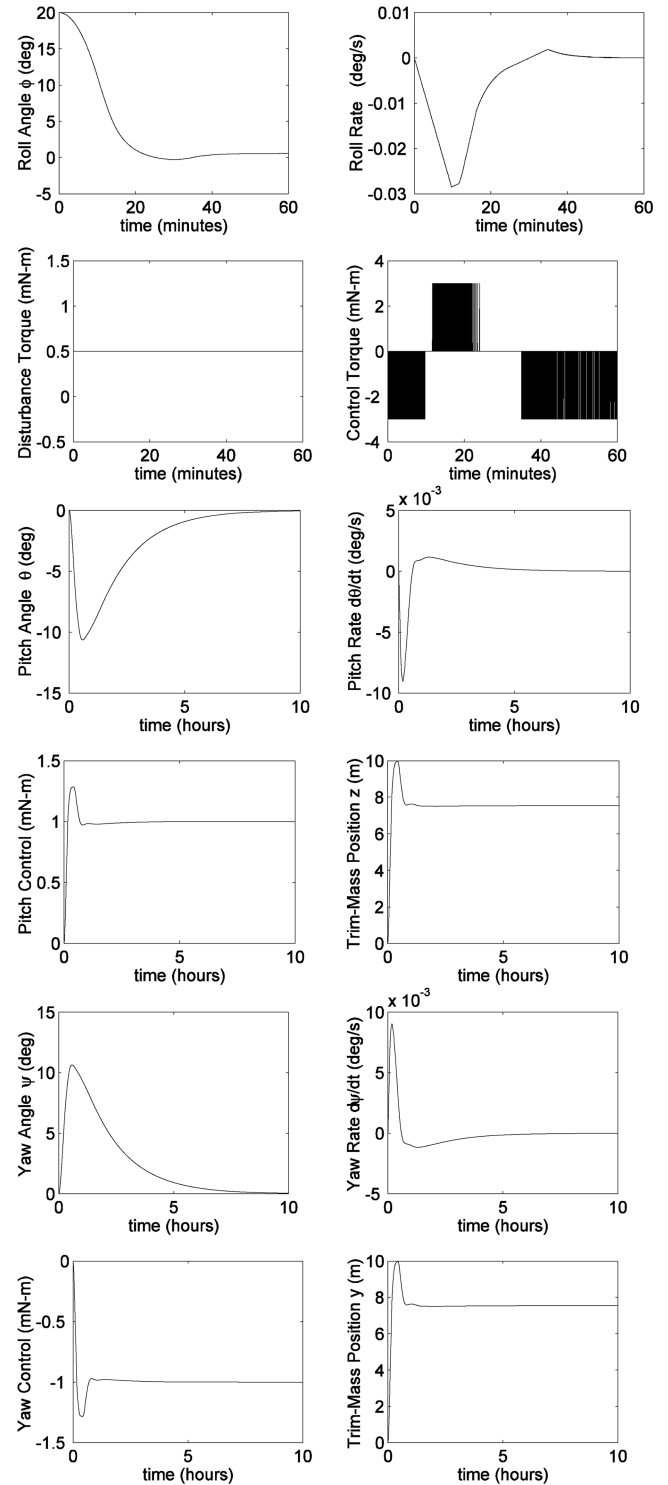 20
15
10
5
0
-5
0 20 40 60
Roll Angle ϕ (deg)
time (minutes)
0.01
0
-0.01
-0.02
-0.03
0 20 40 60
Roll Rate (deg/s)
time (minutes)
1.5
1
0.5
0
-0.5
0 20 40 60
Disturbance Torque (mN-m)
time (minutes)
4
2
0
-2
-4
0 20 40 60
Control Torque (mN-m)
time (minutes)
0
-5
-10
-15
0 5 10
Pitch Angle θ (deg)
time (hours)
x 10⁻³
5
0
-5
-10
0 5 10
Pitch Rate dθ/dt (deg/s)
time (hours)
1.5
1
0.5
0
0 5 10
Pitch Control (mN-m)
time (hours)
10
8
6
4
2
0
0 5 10
Trim-Mass Position z (m)
time (hours)
15
10
5
0
0 5 10
Yaw Angle ψ (deg)
time (hours)
x 10⁻³
10
5
0
-5
0 5 10
Yaw Rate dψ/dt (deg/s)
time (hours)
0
-0.5
-1
-1.5
0 5 10
Yaw Control (mN-m)
time (hours)
10
8
6
4
2
0
0 5 10
Trim-Mass Position y (m)
time (hours)